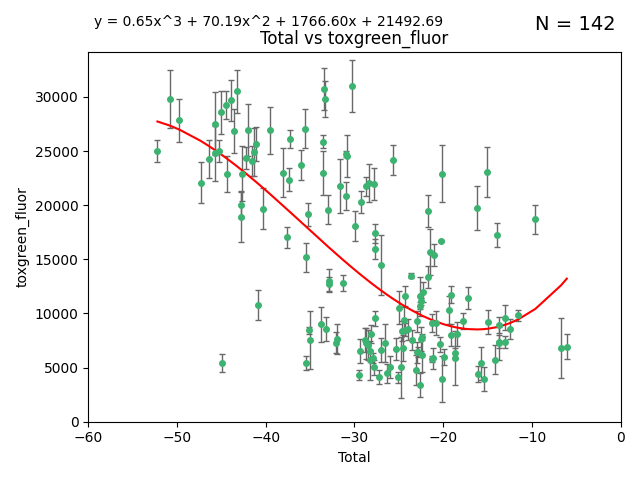 y = 0.65x^3 + 70.19x^2 + 1766.60x + 21492.69
N = 142
Total vs toxgreen_fluor
toxgreen_fluor
30000
25000
20000
15000
10000
5000
0
−60 −50 −40 −30 −20 −10 0
Total